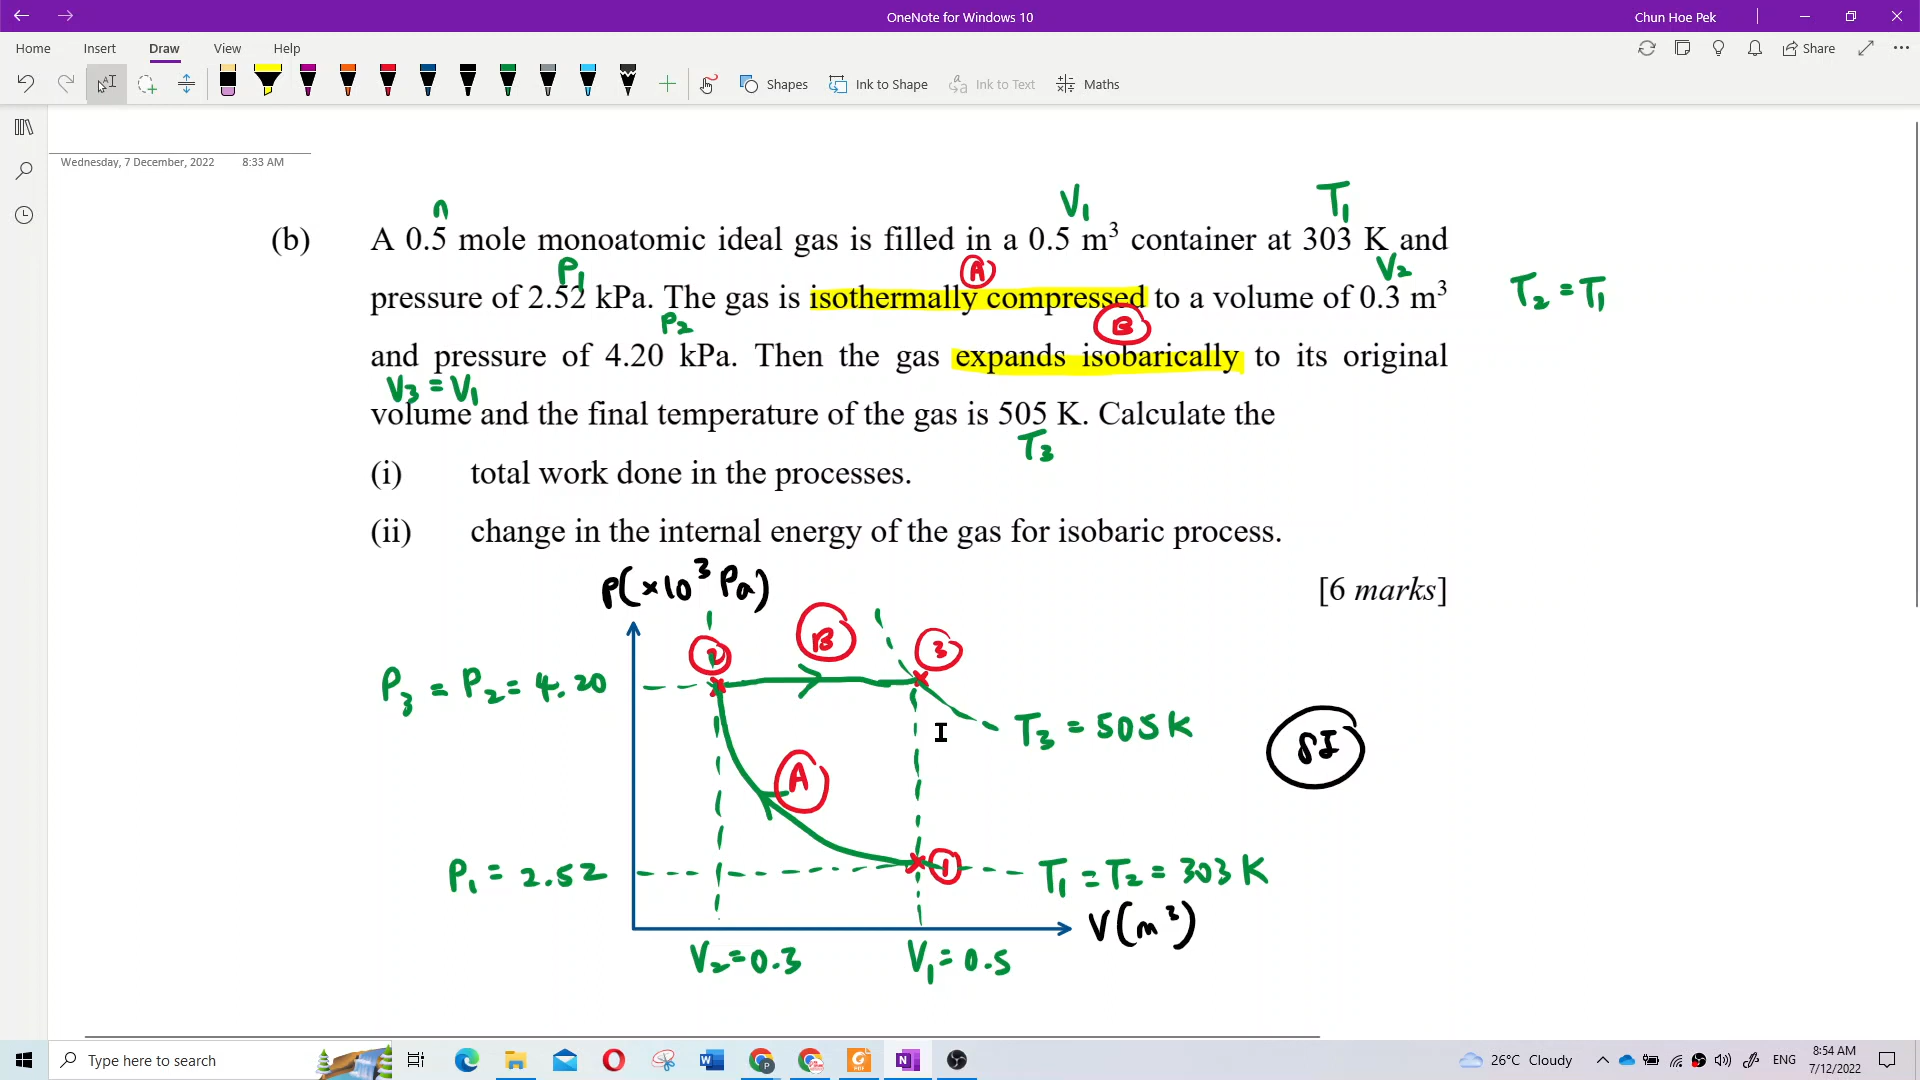 OneNote for Windows 10
Chun Hoe Pek
Home Insert Draw View Help
Share
Shapes Ink to Shape Ink to Text Maths
Wednesday, 7 December, 2022 8:33 AM
n V₁ T₁
(b) A 0.5 mole monoatomic ideal gas is filled in a 0.5 m³ container at 303 K and
P₁ A V₂
pressure of 2.52 kPa. The gas is isothermally compressed to a volume of 0.3 m³ T₂ = T₁
P₂ B
and pressure of 4.20 kPa. Then the gas expands isobarically to its original
V₃ = V₁
volume and the final temperature of the gas is 505 K. Calculate the
T₃
(i) total work done in the processes.
(ii) change in the internal energy of the gas for isobaric process.
[6 marks]
P(×10³ Pa)
2 B 3
P₃ = P₂ = 4.20
T₃ = 505 K
SI
A
P₁ = 2.52
1
T₁ = T₂ = 303 K
V(m³)
V₂ = 0.3 V₁ = 0.5
Type here to search
26°C Cloudy
ENG
8:54 AM
7/12/2022